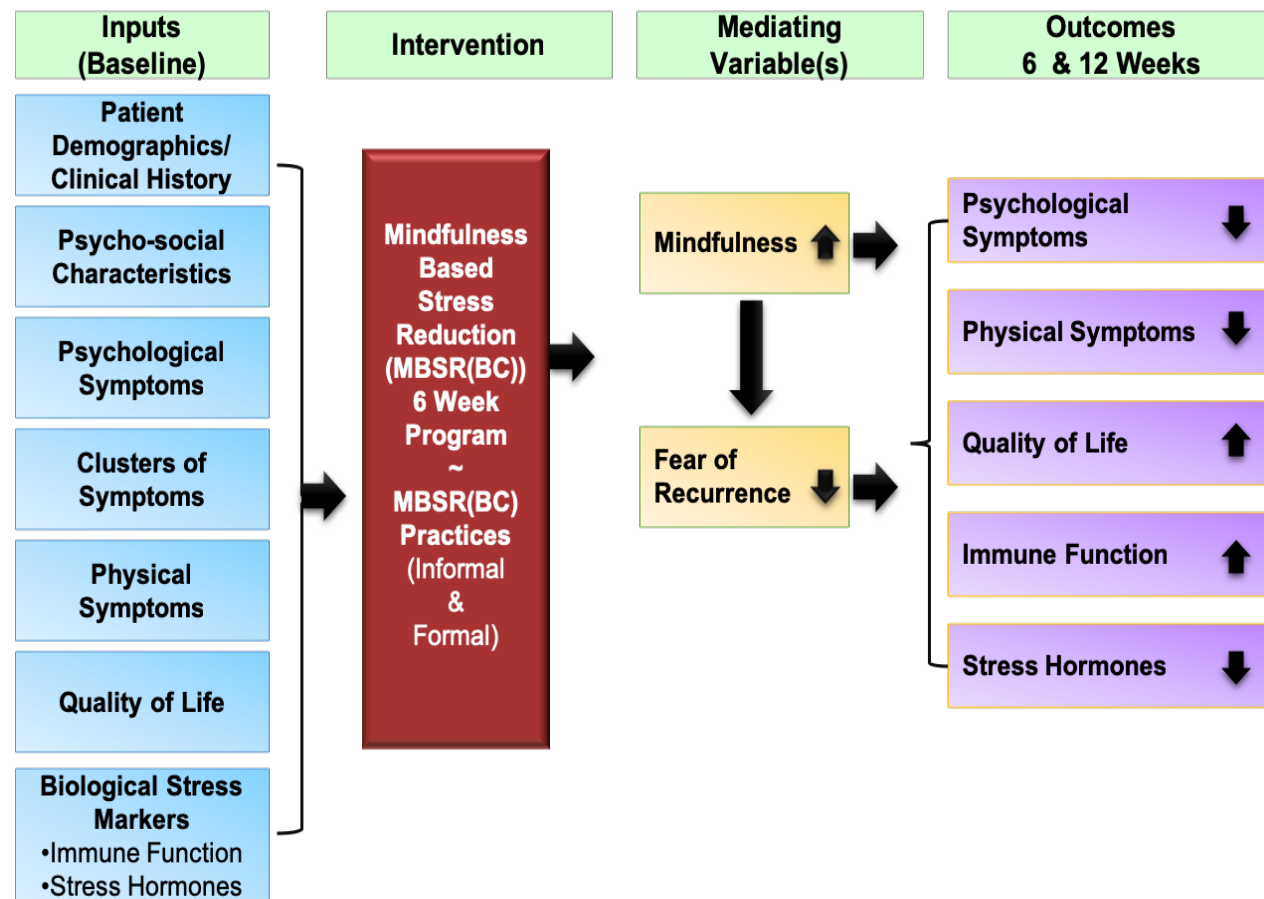 Inputs
(Baseline)
Intervention
Mediating
Variable(s)
Outcomes
6 & 12 Weeks
Patient
Demographics/
Clinical History
Psycho-social
Characteristics
Psychological
Symptoms
Clusters of
Symptoms
Physical
Symptoms
Quality of Life
Biological Stress
Markers
•Immune Function
•Stress Hormones
Mindfulness
Based
Stress
Reduction
(MBSR(BC))
6 Week
Program
~
MBSR(BC)
Practices
(Informal
&
Formal)
Mindfulness
Fear of
Recurrence
Psychological
Symptoms
Physical Symptoms
Quality of Life
Immune Function
Stress Hormones